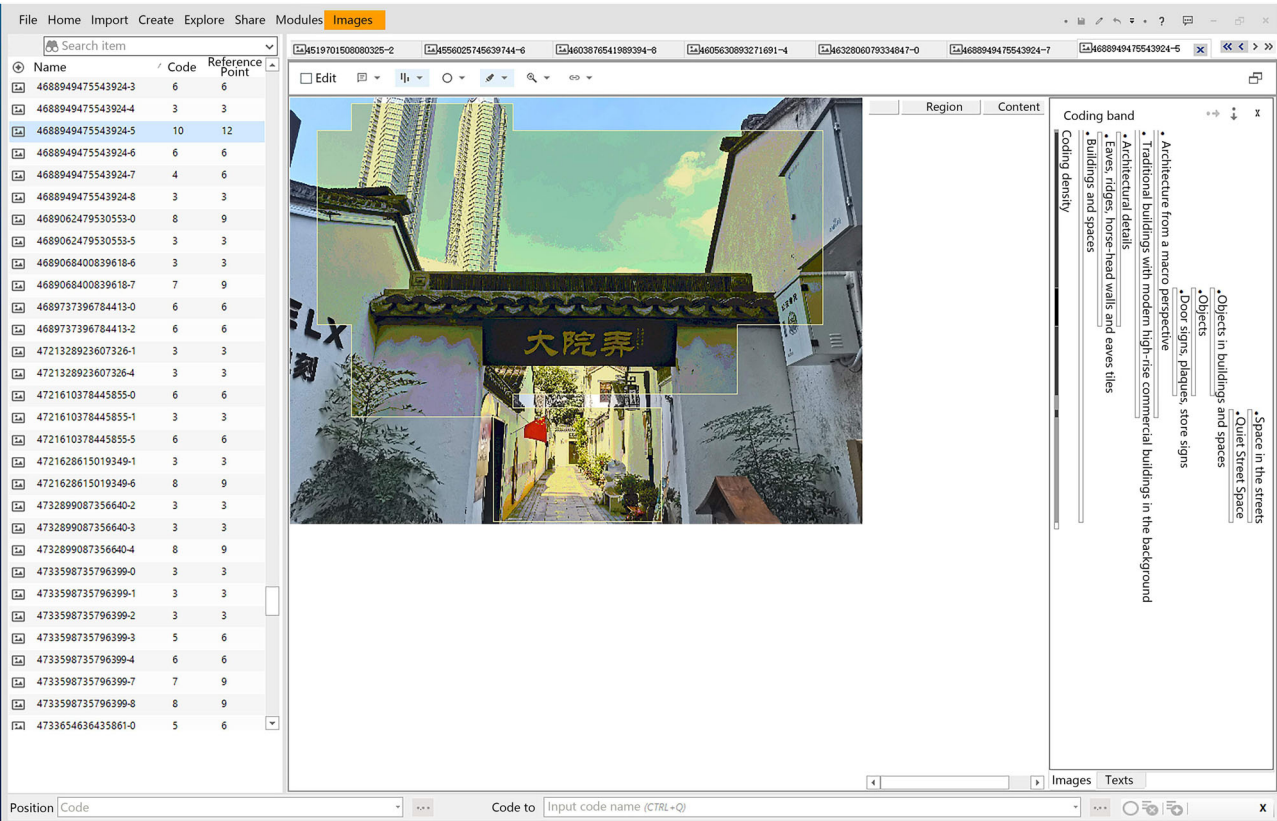 File Home Import Create Explore Share Modules Images
Search item
Name Code Reference Point
4688949475543924-3 6 6
4688949475543924-4 3 3
4688949475543924-5 10 12
4688949475543924-6 6 6
4688949475543924-7 4 6
4688949475543924-8 3 3
4689062479530553-0 8 9
4689062479530553-5 3 3
4689068400839618-6 3 3
4689068400839618-7 7 9
4689737396784413-0 6 6
4689737396784413-2 6 6
4721328923607326-1 3 3
4721328923607326-4 3 3
4721610378445855-0 6 6
4721610378445855-1 3 3
4721610378445855-5 6 6
4721628615019349-1 3 3
4721628615019349-6 8 9
4732899087356640-2 3 3
4732899087356640-3 3 3
4732899087356640-4 8 9
4733598735796399-0 3 3
4733598735796399-1 3 3
4733598735796399-2 3 3
4733598735796399-3 5 6
4733598735796399-4 6 6
4733598735796399-7 7 9
4733598735796399-8 8 9
4733654636435861-0 5 6
4519701508080325-2 4556025745639744-6 4603876541989394-8 4605630893271691-4 4632806079334847-0 4688949475543924-7 4688949475543924-5
Edit
大院弄
ELX
刻
Region Content
Coding band
Coding density
Buildings and spaces
Eaves, ridges, horse-head walls and eaves tiles
Architectural details
Traditional buildings with modern high-rise commercial buildings in the background
Architecture from a macro perspective
Door signs, plaques, store signs
Objects
Objects in buildings and spaces
Quiet Street Space
Space in the streets
Images Texts
Position Code
Code to Input code name (CTRL+Q)